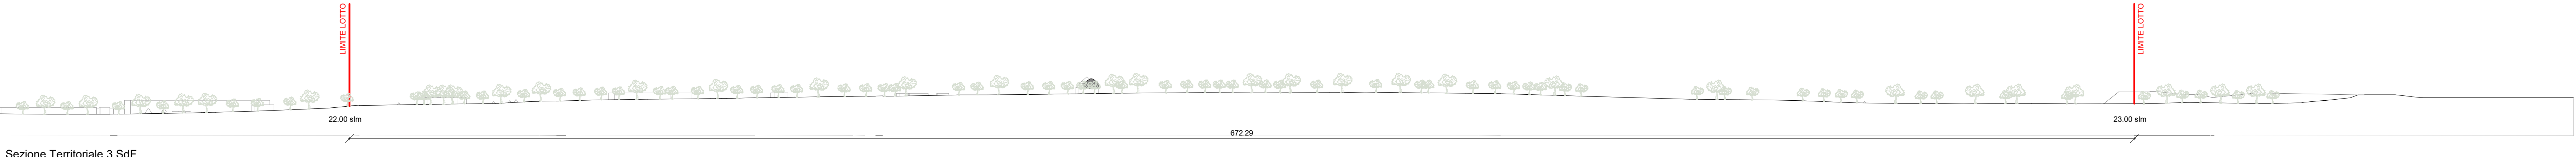 LIMITE LOTTO
LIMITE LOTTO
22.00 slm
23.00 slm
672.29
Sezione Territoriale 3 SdF